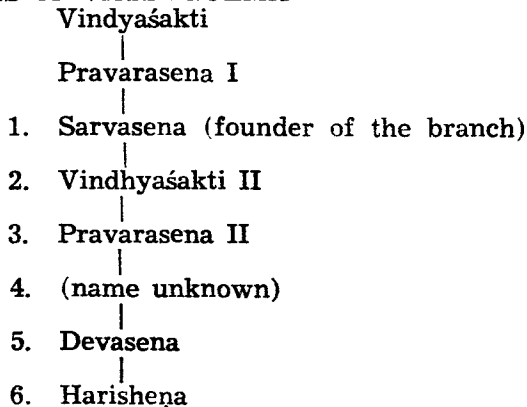 Vindyaśakti
Pravarasena I
1. Sarvasena (founder of the branch)
2. Vindhyaśakti II
3. Pravarasena II
4. (name unknown)
5. Devasena
6. Harisheṇa